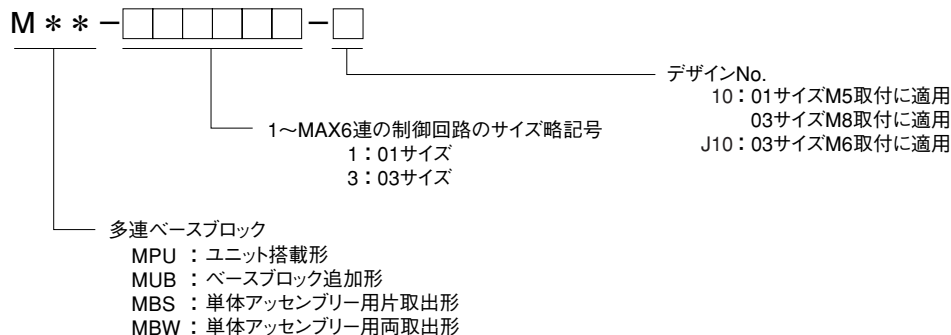 M＊＊－□□□□□□－□
デザインNo.
10：01サイズM5取付に適用
03サイズM8取付に適用
J10：03サイズM6取付に適用
1～MAX6連の制御回路のサイズ略記号
1：01サイズ
3：03サイズ
多連ベースブロック
MPU：ユニット搭載形
MUB：ベースブロック追加形
MBS：単体アッセンブリー用片取出形
MBW：単体アッセンブリー用両取出形